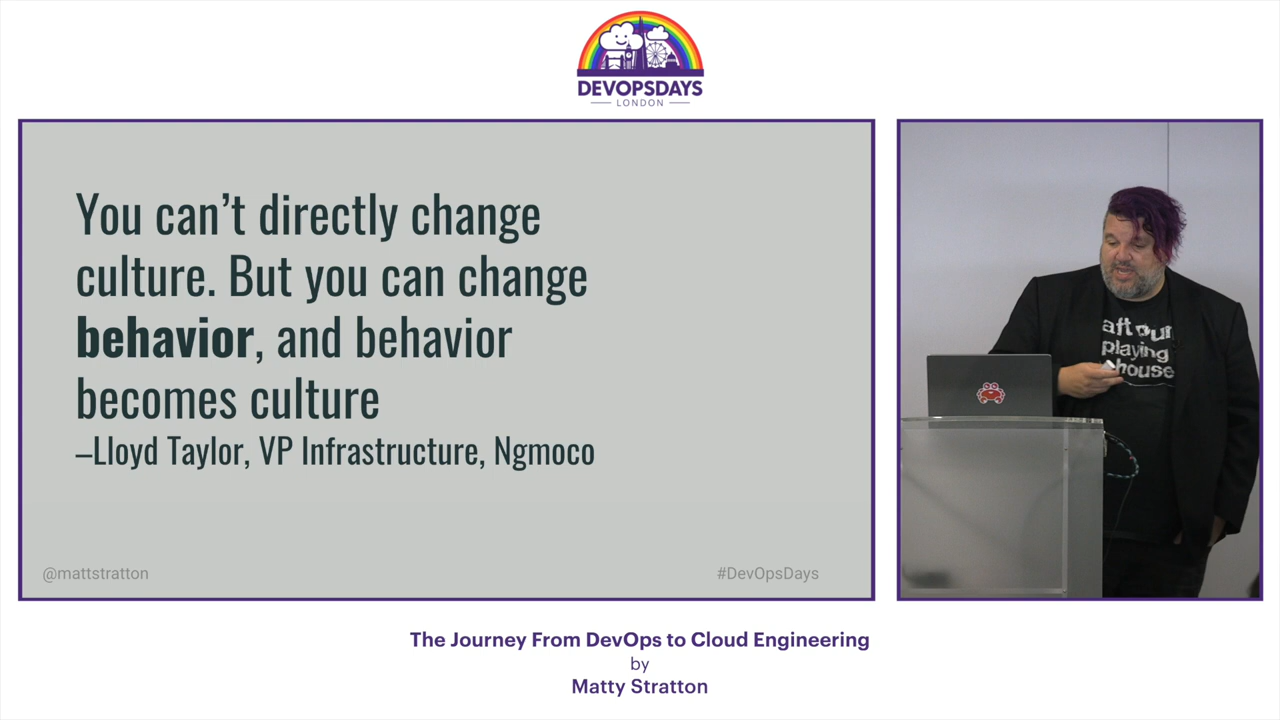 DEVOPSDAYS
LONDON
You can’t directly change
culture. But you can change
behavior, and behavior
becomes culture
–Lloyd Taylor, VP Infrastructure, Ngmoco
@mattstratton
#DevOpsDays
playing
house
The Journey From DevOps to Cloud Engineering
by
Matty Stratton